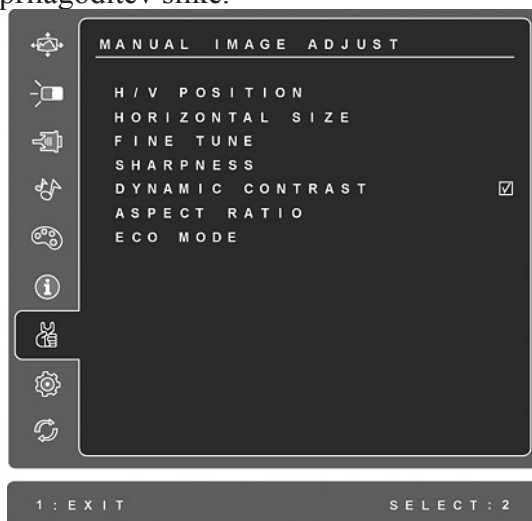 prilagoditev slike.
MANUAL IMAGE ADJUST
H/V POSITION
HORIZONTAL SIZE
FINE TUNE
SHARPNESS
DYNAMIC CONTRAST
ASPECT RATIO
ECO MODE
1:EXIT SELECT:2